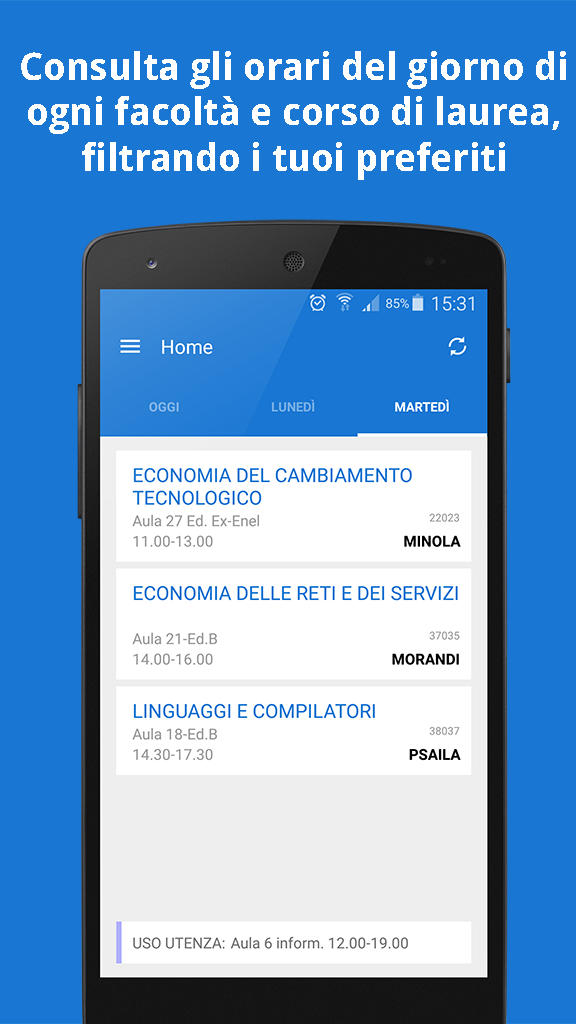 Consulta gli orari del giorno di
ogni facoltà e corso di laurea,
filtrando i tuoi preferiti
85% 15:31
Home
OGGI LUNEDÌ MARTEDÌ
ECONOMIA DEL CAMBIAMENTO
TECNOLOGICO
Aula 27 Ed. Ex-Enel 22023
11.00-13.00 MINOLA
ECONOMIA DELLE RETI E DEI SERVIZI
Aula 21-Ed.B 37035
14.00-16.00 MORANDI
LINGUAGGI E COMPILATORI
Aula 18-Ed.B 38037
14.30-17.30 PSAILA
USO UTENZA: Aula 6 inform. 12.00-19.00